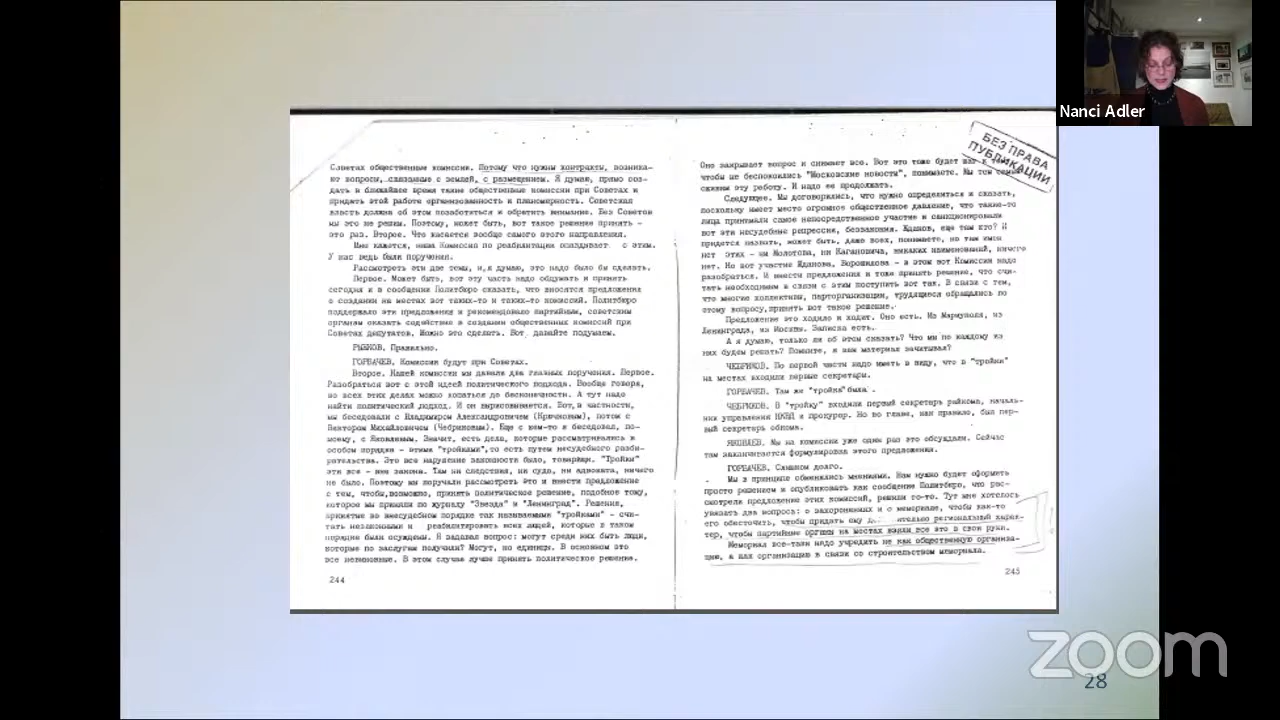 Nanci Adler
БЕЗ ПРАВА
ПУБЛИКАЦИИ
Советах общественные комиссии. Потому что нужны контракты, возника-
ют вопросы, связанные с землей, с размещением. Я думаю, прямо соз-
дать в ближайшее время такие общественные комиссии при Советах и
придать этой работе организованность и планомерность. Советская
власть должна об этом позаботиться и обратить внимание. Без Советов
мы это не решим. Поэтому, может быть, вот такое решение принять -
это раз. Второе. Что касается вообще самого этого направления.
Мне кажется, наша Комиссия по реабилитации опаздывает с этим.
У нас ведь были поручения.
Рассмотреть эти две темы, и,я думаю, это надо было бы сделать.
Первое. Может быть, вот эту часть надо обдумать и принять
сегодня и в сообщении Политбюро сказать, что вносятся предложения
о создании на местах вот таких-то и таких-то комиссий. Политбюро
поддержало эти предложения и рекомендовало партийным, советским
органам оказать содействие в создании общественных комиссий при
Советах депутатов. Можно это сделать. Вот давайте подумаем.
РЫЖКОВ. Правильно.
ГОРБАЧЕВ. Комиссии будут при Советах.
Второе. Нашей комиссии мы давали два главных поручения. Первое.
Разобраться вот с этой идеей политического подхода. Вообще говоря,
во всех этих делах можно копаться до бесконечности. А тут надо
найти политический подход. И он вырисовывается. Вот,в частности,
мы беседовали с Владимиром Александровичем (Крючковым), потом с
Виктором Михайловичем (Чебриковым). Еще с кем-то я беседовал, по-
моему, с Яковлевым. Значит, есть дела, которые рассматривались в
особом порядке - этими "тройками",то есть путем несудебного разби-
рательства. Это все нарушение законности было, товарищи. "Тройки"
эти все - вне закона. Там ни следствия, ни суда, ни адвоката, ничего
не было. Поэтому мы поручали рассмотреть это и внести предложение
с тем, чтобы,возможно, принять политическое решение, подобное тому,
которое мы приняли по журналу "Звезда" и "Ленинград". Решения,
принятые во внесудебном порядке так называемыми "тройками" - счи-
тать незаконными и реабилитировать всех людей, которые в таком
порядке были осуждены. Я задавал вопрос: могут среди них быть люди,
которые по заслугам получили? Могут, но единицы. В основном это
все невиновные. В этом случае лучше принять политическое решение.
244
Оно закрывает вопрос и снимает все. Вот это тоже будет шаг к
чтобы не беспокоились "Московские новости", понимаете. Мы тем самым
оживим эту работу. И надо ее продолжать.
Следующее. Мы договорились, что нужно определиться и сказать,
поскольку имеет место огромное общественное давление, что такие-то
лица принимали самое непосредственное участие и санкционировали
вот эти несудебные репрессии, беззакония. Жданов, еще там кто? И
придется назвать, может быть, даже всех, понимаете, но там имен
нет этих - ни Молотова, ни Кагановича, никаких наименований, ничего
нет. Но вот участие Жданова, Ворошилова - в этом вот Комиссии надо
разобраться. И внести предложения и тоже принять решение, что счи-
тать необходимым в связи с этим поступить вот так. В связи с тем,
что многие коллективы, парторганизации, трудящиеся обращались по
этому вопросу,принять вот такое решение.
Предложение это ходило и ходит. Оно есть. Из Мариуполя, из
Ленинграда, из Москвы. Записка есть.
А я думаю, только ли об этом сказать? Что мы по каждому из
них будем решать? Помните, я вам материал зачитывал?
ЧЕБРИКОВ. По первой части надо иметь в виду, что в "тройки"
на местах входили первые секретари.
ГОРБАЧЕВ. Там же "тройка" была.
ЧЕБРИКОВ. В "тройку" входили первый секретарь райкома, началь-
ник управления НКВД и прокурор. Но во главе, как правило, был пер-
вый секретарь обкома.
ЯКОВЛЕВ. Мы на комиссии уже один раз это обсуждали. Сейчас
там заканчивается формулировка этого предложения.
ГОРБАЧЕВ. Слишком долго.
Мы в принципе обменялись мнениями. Нам нужно будет оформить
просто решением и опубликовать как сообщение Политбюро, что рас-
смотрели предложение этих комиссий, решили то-то. Тут мне хотелось
увязать два вопроса: о захоронениях и о мемориале, чтобы как-то
его обесточить, чтобы придать ему региональный харак-
тер, чтобы партийные органы на местах взяли все это в свои руки.
Мемориал все-таки надо учредить не как общественную организа-
цию, а как организацию в связи со строительством мемориала.
245
zoom
28